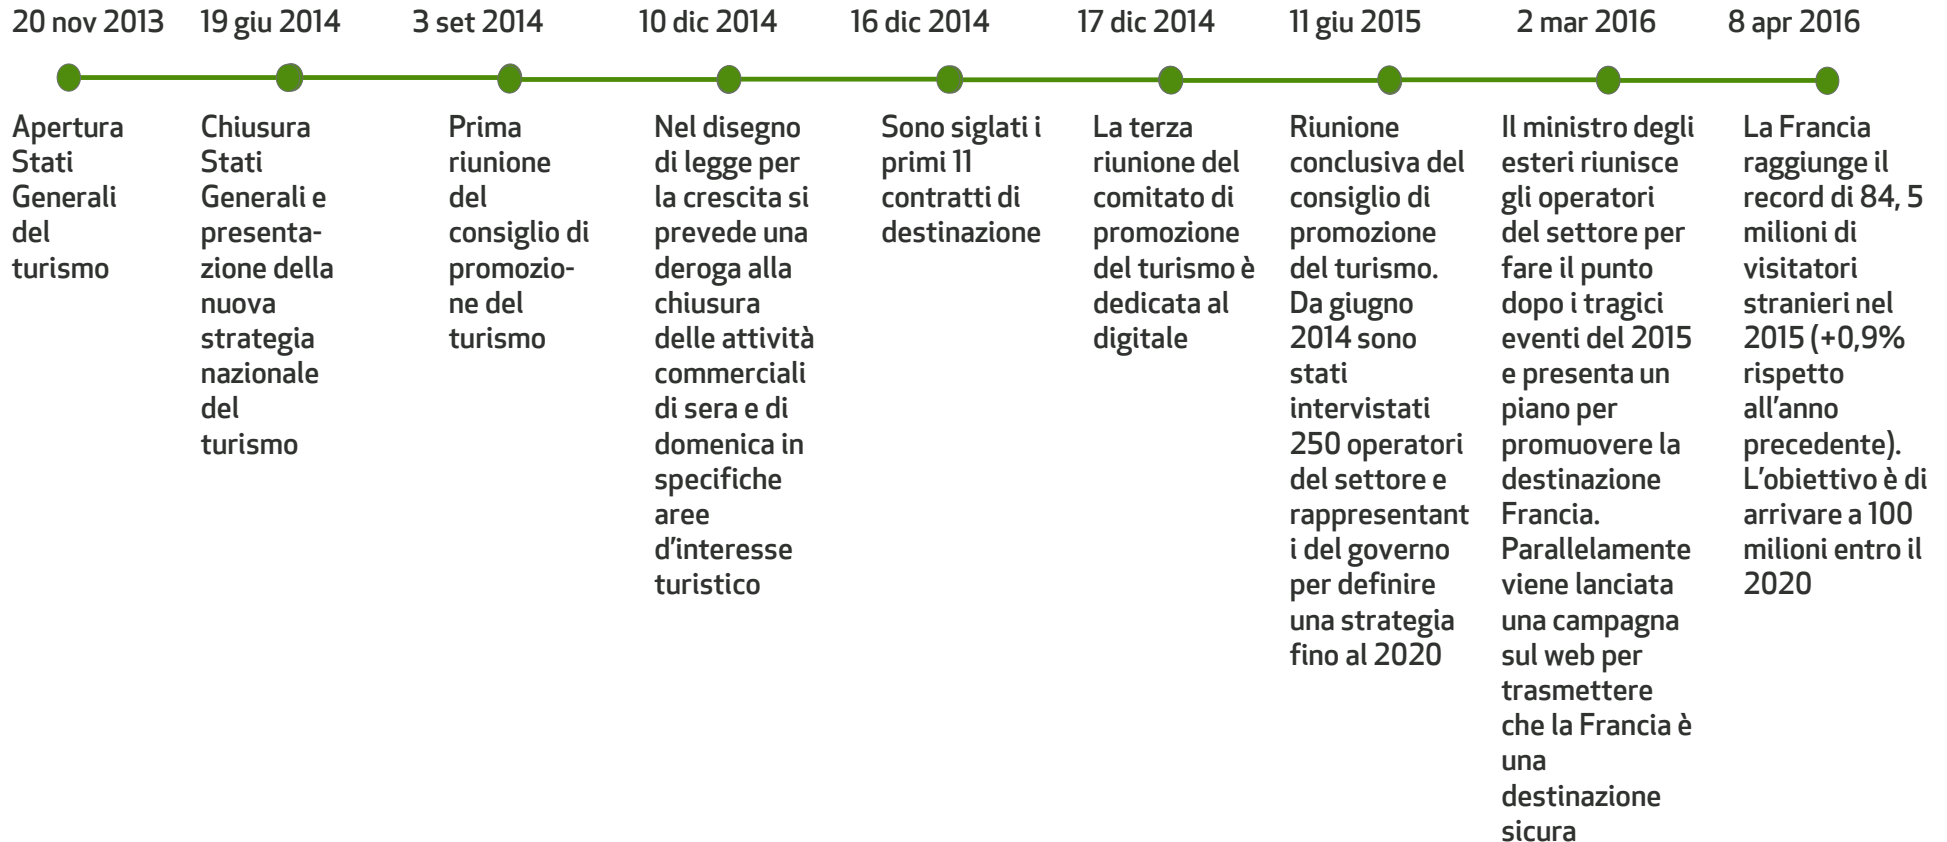 20 nov 2013
19 giu 2014
3 set 2014
10 dic 2014
16 dic 2014
17 dic 2014
11 giu 2015
2 mar 2016
8 apr 2016
Apertura
Stati
Generali
del
turismo
Chiusura
Stati
Generali e
presenta-
zione della
nuova
strategia
nazionale
del
turismo
Prima
riunione
del
consiglio di
promozio-
ne del
turismo
Nel disegno
di legge per
la crescita si
prevede una
deroga alla
chiusura
delle attività
commerciali
di sera e di
domenica in
specifiche
aree
d'interesse
turistico
Sono siglati i
primi 11
contratti di
destinazione
La terza
riunione del
comitato di
promozione
del turismo è
dedicata al
digitale
Riunione
conclusiva del
consiglio di
promozione
del turismo.
Da giugno
2014 sono
stati
intervistati
250 operatori
del settore e
rappresentant
i del governo
per definire
una strategia
fino al 2020
Il ministro degli
esteri riunisce
gli operatori
del settore per
fare il punto
dopo i tragici
eventi del 2015
e presenta un
piano per
promuovere la
destinazione
Francia.
Parallelamente
viene lanciata
una campagna
sul web per
trasmettere
che la Francia è
una
destinazione
sicura
La Francia
raggiunge il
record di 84, 5
milioni di
visitatori
stranieri nel
2015 (+0,9%
rispetto
all'anno
precedente).
L'obiettivo è di
arrivare a 100
milioni entro il
2020